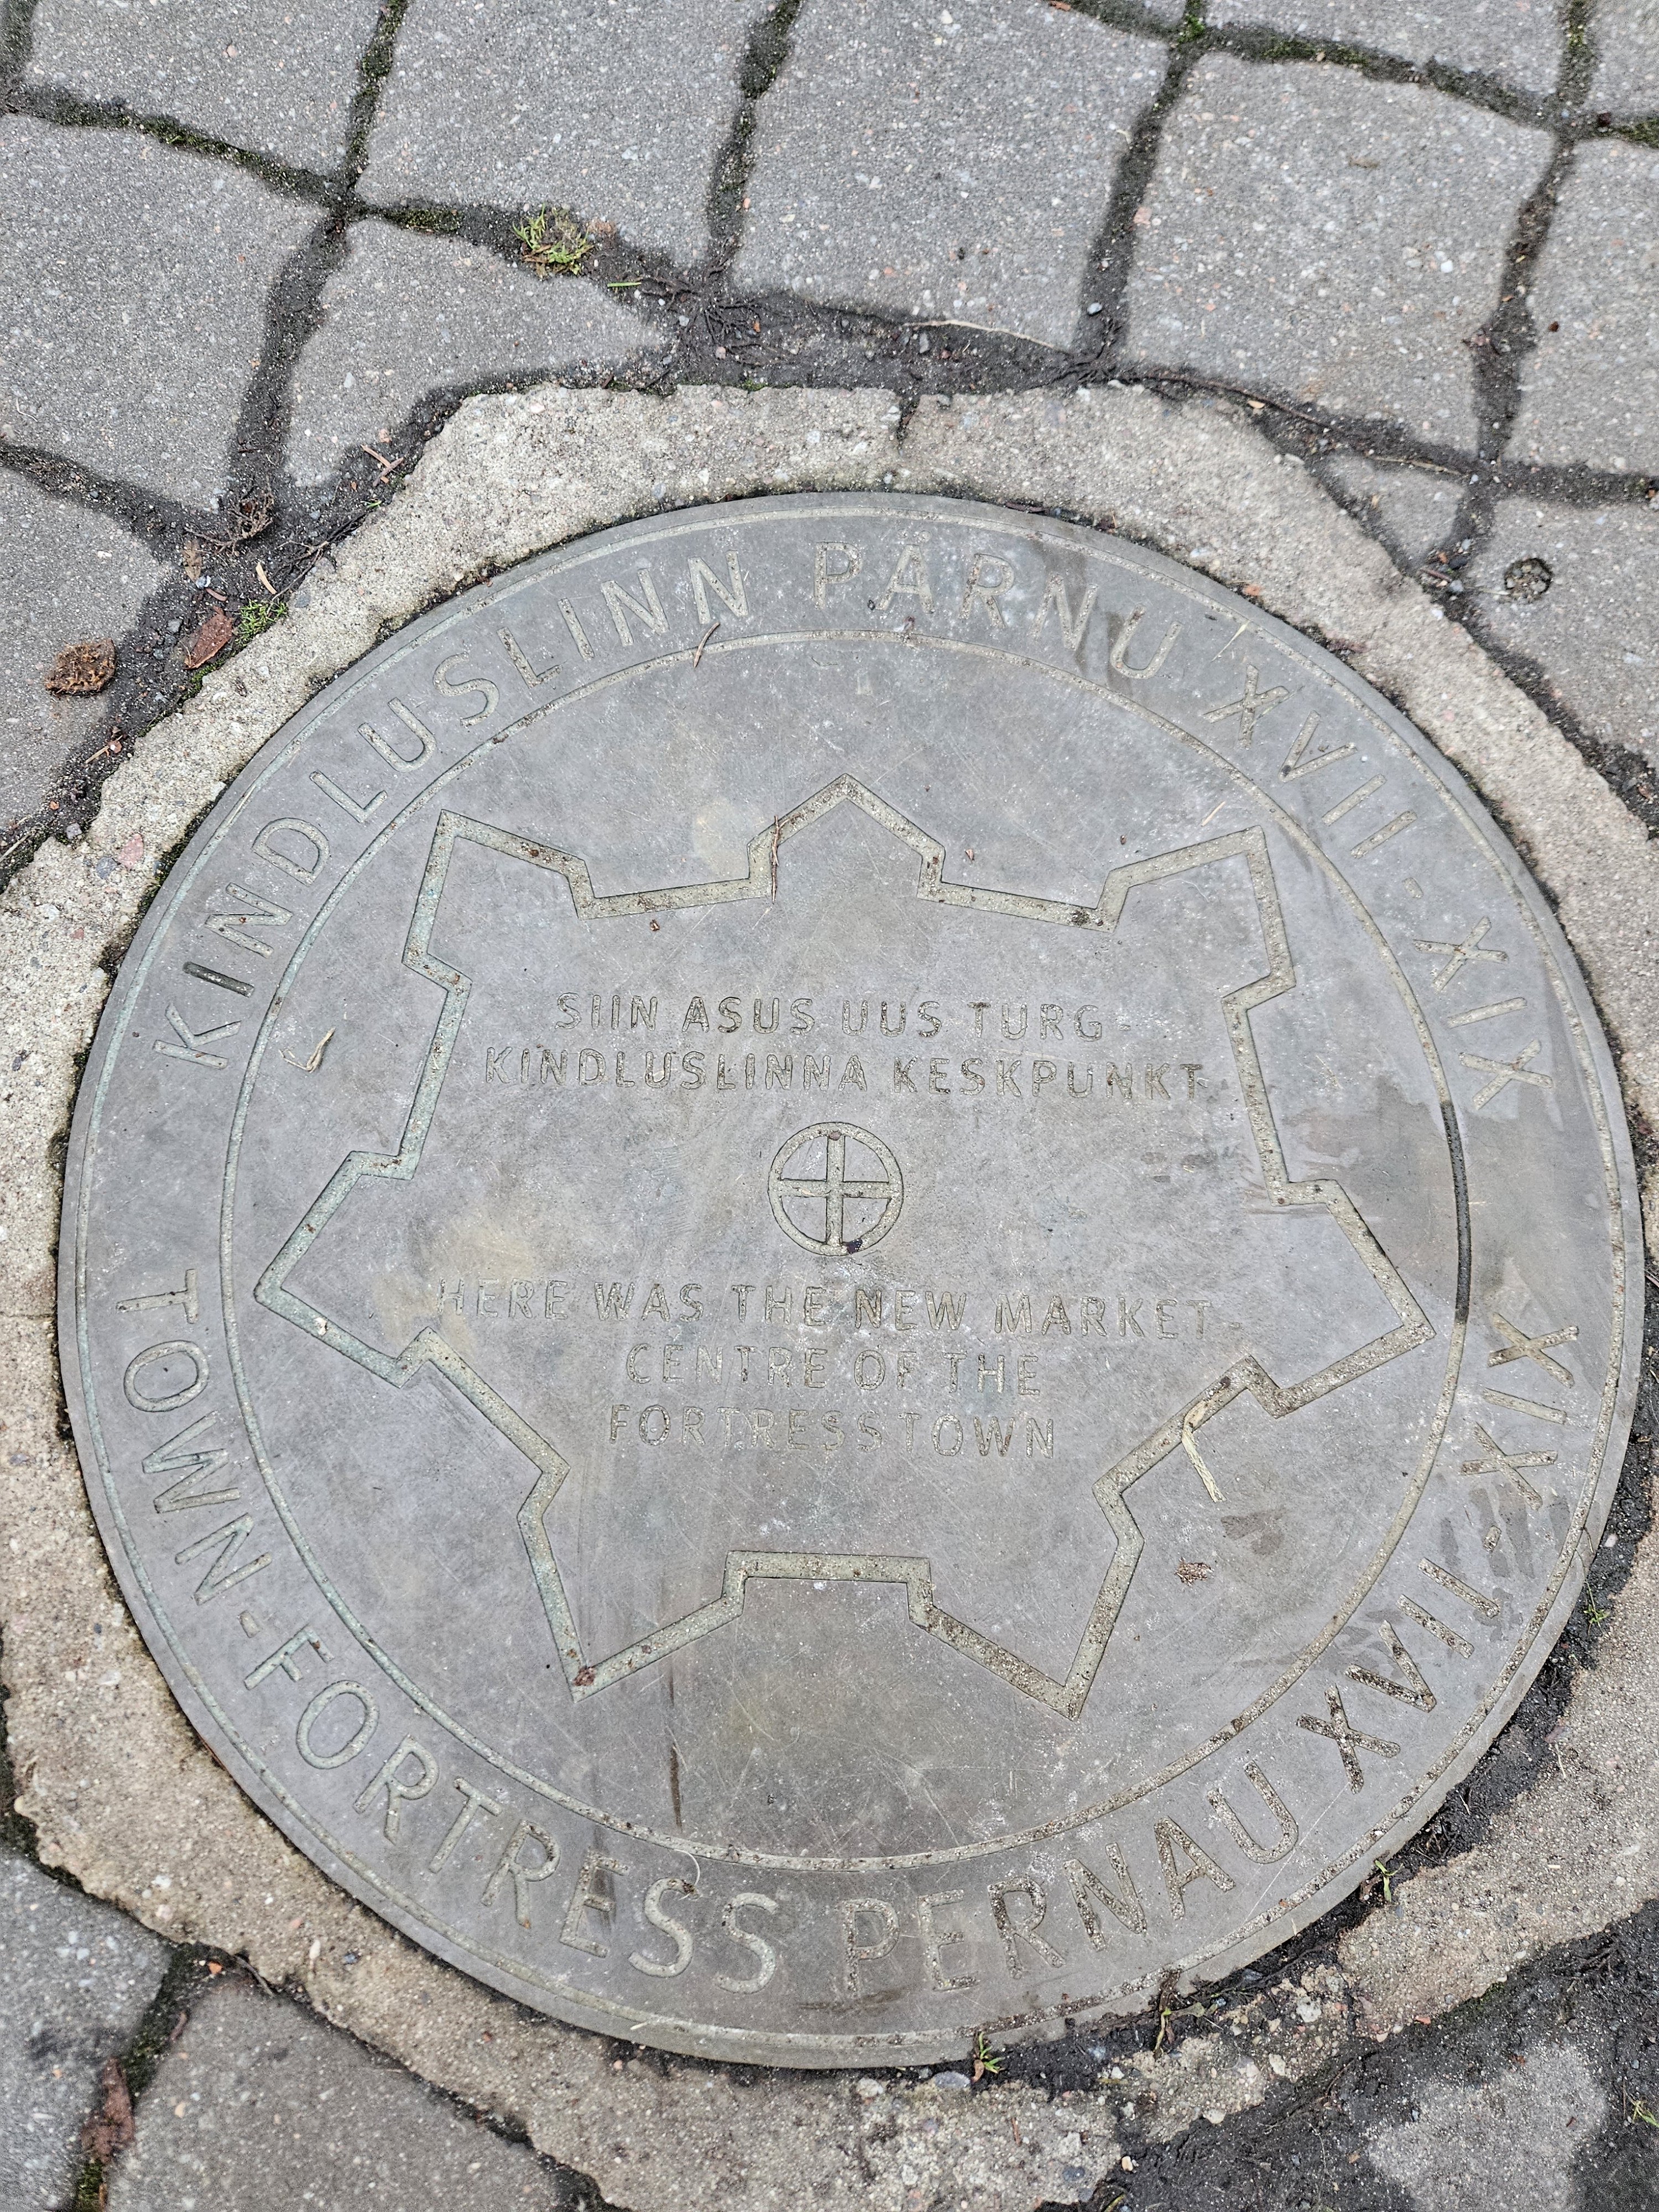 KINDLUSLINN PÄRNU XVII-XIX
SIIN ASUS UUS TURG-
KINDLUSLINNA KESKPUNKT
HERE WAS THE NEW MARKET-
CENTRE OF THE
FORTRESSTOWN
TOWN-FORTRESS PERNAU XVII-XIX